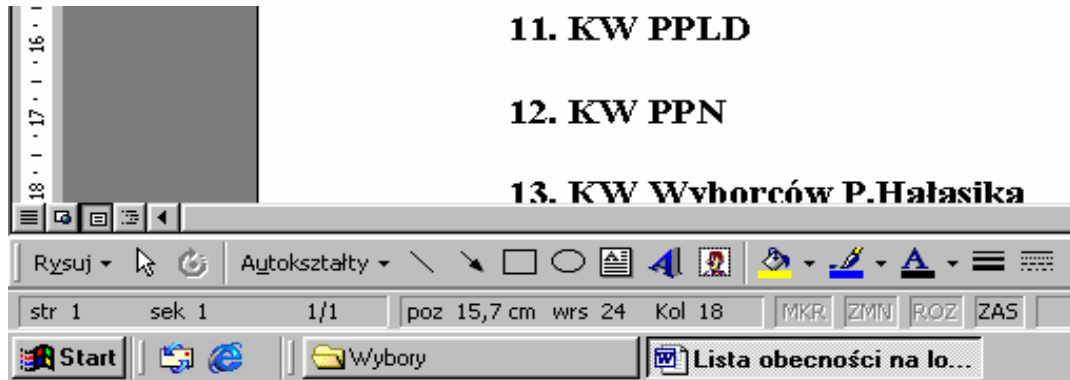 11. KW PPLD
12. KW PPN
13. KW Wyborców P.Hałasika
16
17
18
Rysuj Autokształty A
str 1 sek 1 1/1 poz 15,7 cm wrs 24 Kol 18 MKR ZMN ROZ ZAS
Start Wybory Lista obecności na lo...